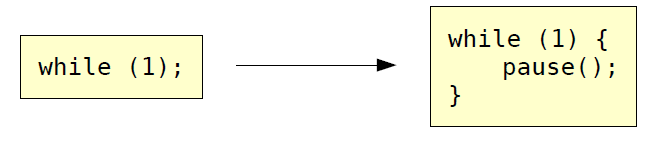 while (1);
while (1) {
    pause();
}